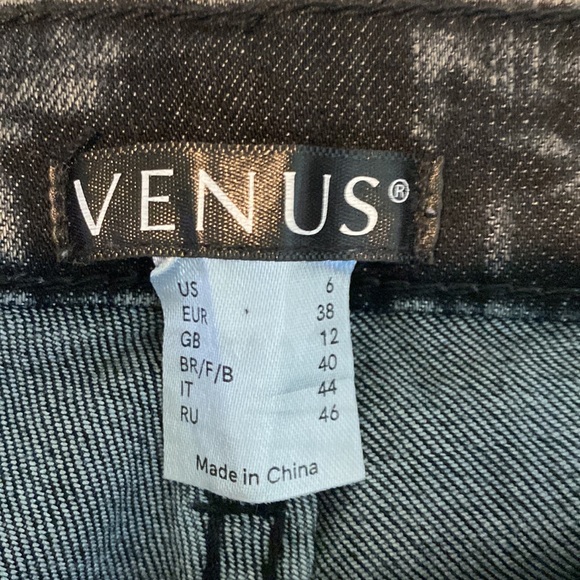 VENUS®
US 6
EUR 38
GB 12
BR/F/B 40
IT 44
RU 46
Made in China